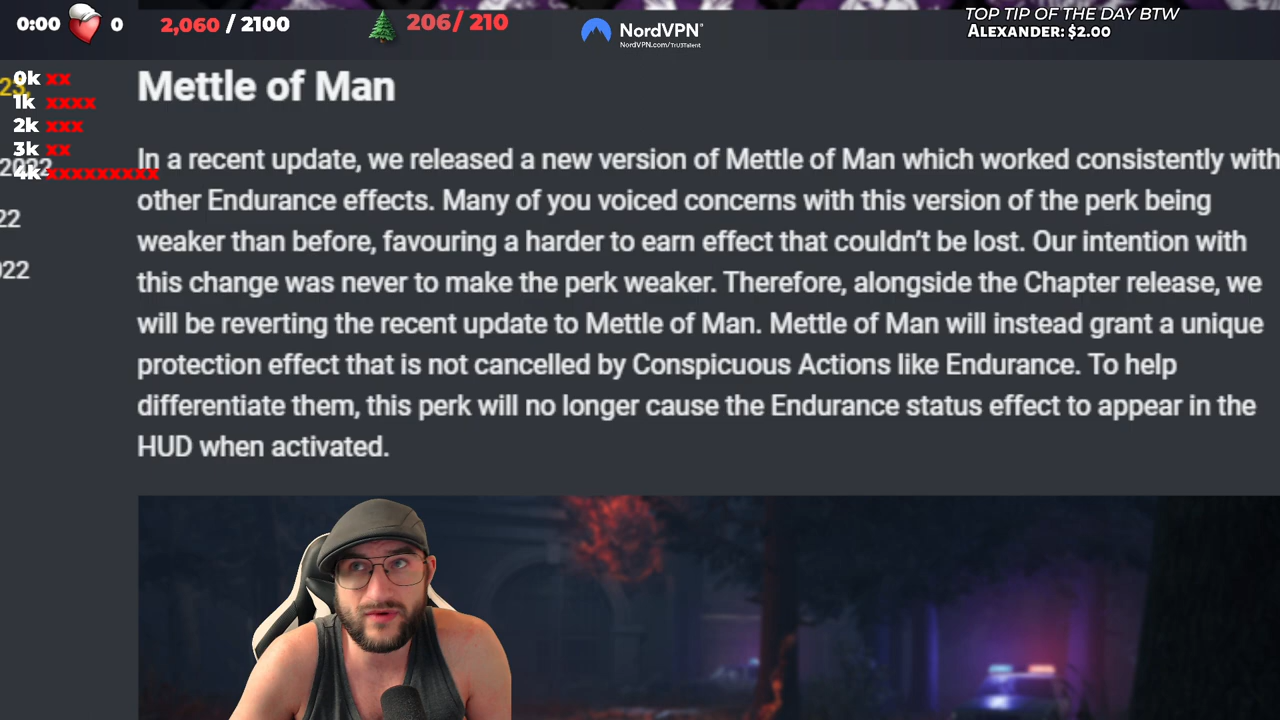 0:00 0 2,060 / 2100 206/ 210 NordVPN® TOP TIP OF THE DAY BTW
NordVPN.com/Tru3Talent ALEXANDER: $2.00
0k xx
23,
1k xxxx
2k xxx
3k xx
2022
4k xxxxxxxxx
22
022
Mettle of Man
In a recent update, we released a new version of Mettle of Man which worked consistently with
other Endurance effects. Many of you voiced concerns with this version of the perk being
weaker than before, favouring a harder to earn effect that couldn’t be lost. Our intention with
this change was never to make the perk weaker. Therefore, alongside the Chapter release, we
will be reverting the recent update to Mettle of Man. Mettle of Man will instead grant a unique
protection effect that is not cancelled by Conspicuous Actions like Endurance. To help
differentiate them, this perk will no longer cause the Endurance status effect to appear in the
HUD when activated.